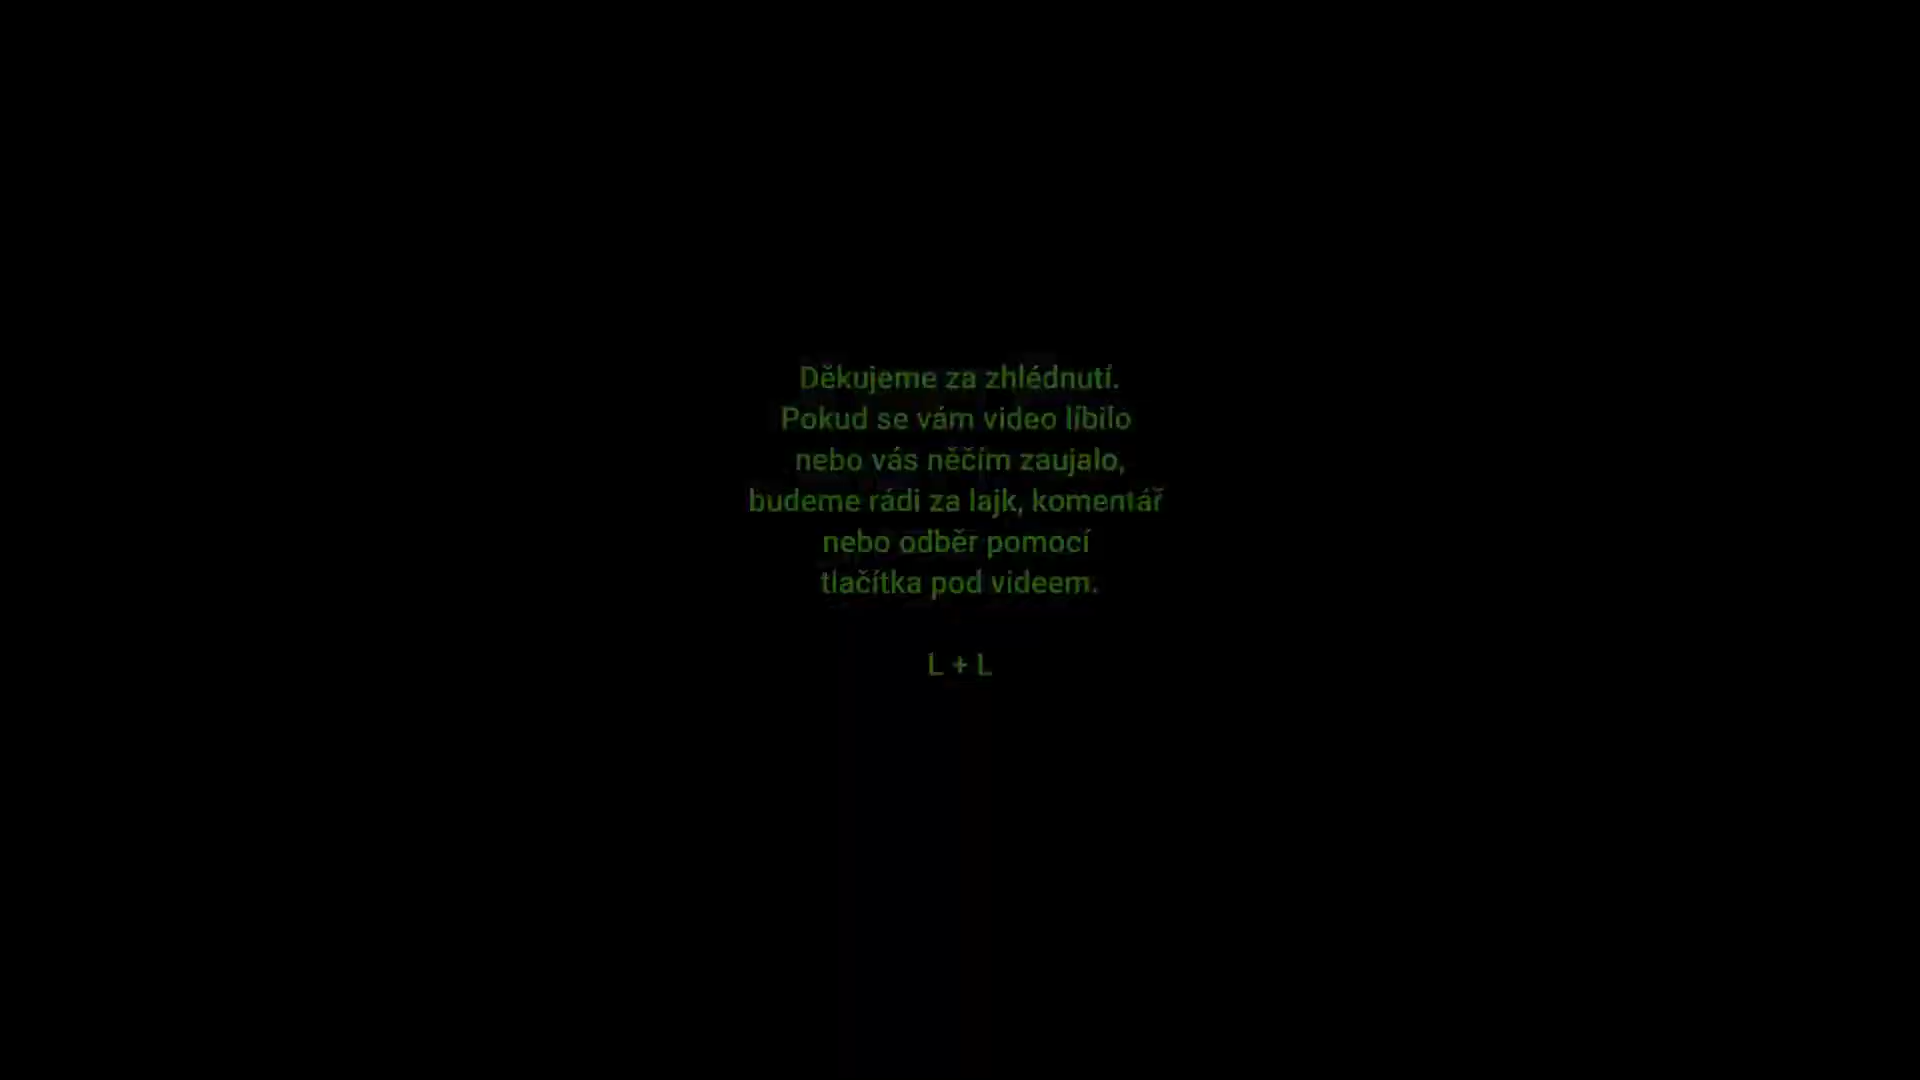 Děkujeme za zhlédnutí.
Pokud se vám video líbilo
nebo vás něčím zaujalo,
budeme rádi za lajk, komentář
nebo odběr pomocí
tlačítka pod videem.
L + L